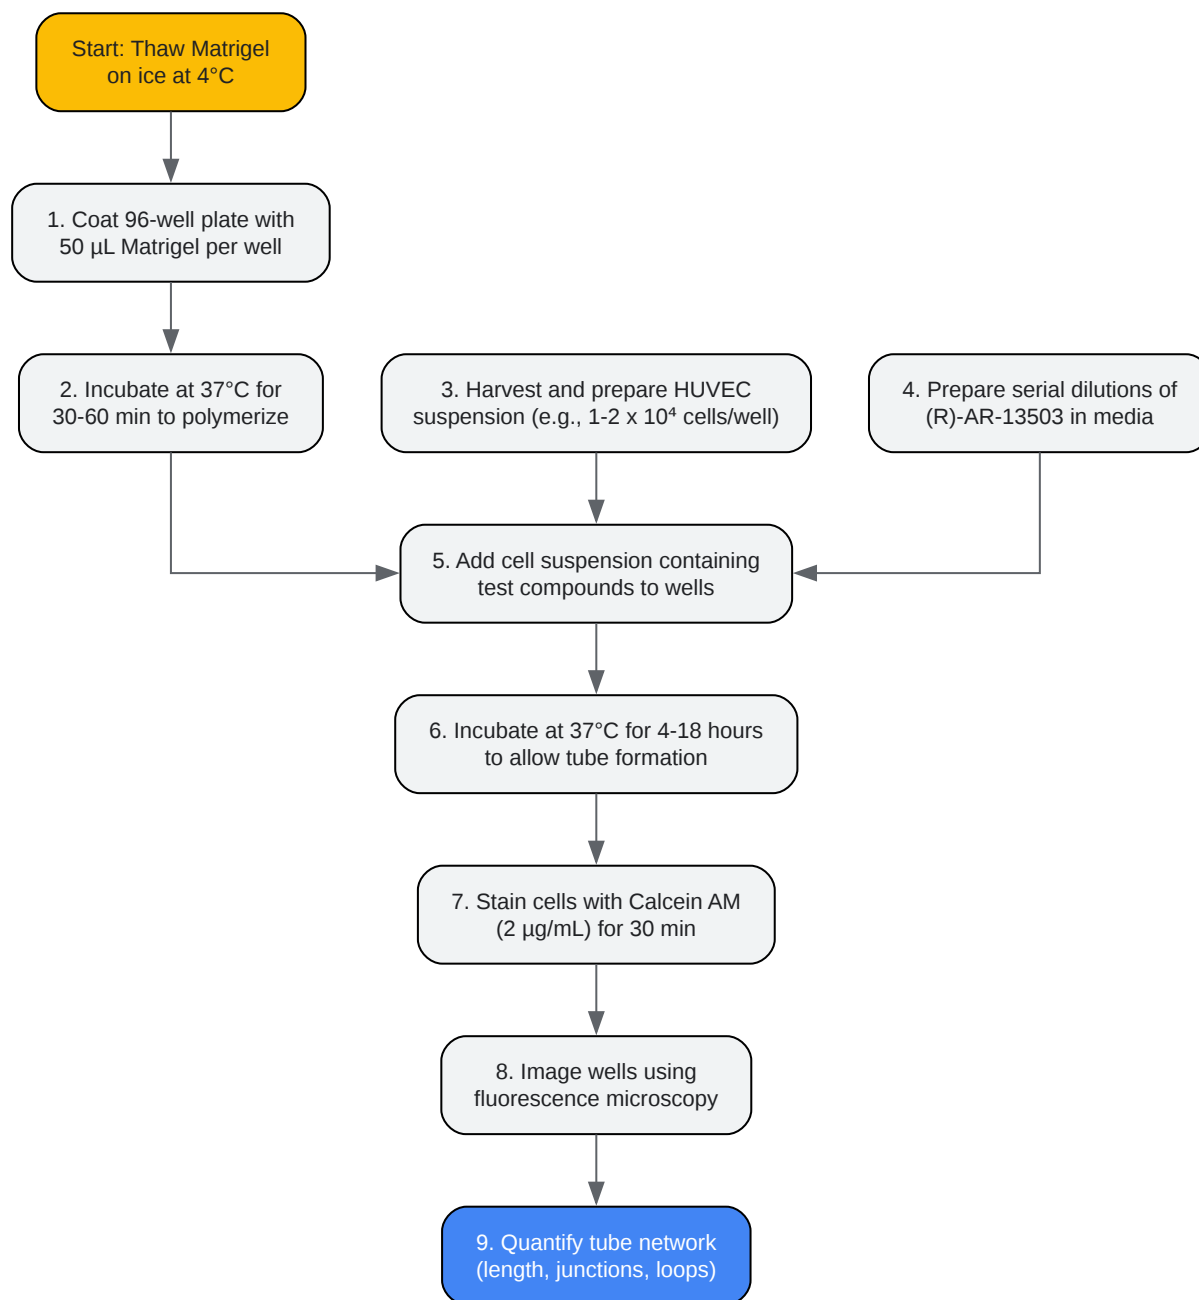 Start: Thaw Matrigel
on ice at 4°C
1. Coat 96-well plate with
50 µL Matrigel per well
2. Incubate at 37°C for
30-60 min to polymerize
3. Harvest and prepare HUVEC
suspension (e.g., 1-2 x 10⁴ cells/well)
4. Prepare serial dilutions of
(R)-AR-13503 in media
5. Add cell suspension containing
test compounds to wells
6. Incubate at 37°C for 4-18 hours
to allow tube formation
7. Stain cells with Calcein AM
(2 µg/mL) for 30 min
8. Image wells using
fluorescence microscopy
9. Quantify tube network
(length, junctions, loops)